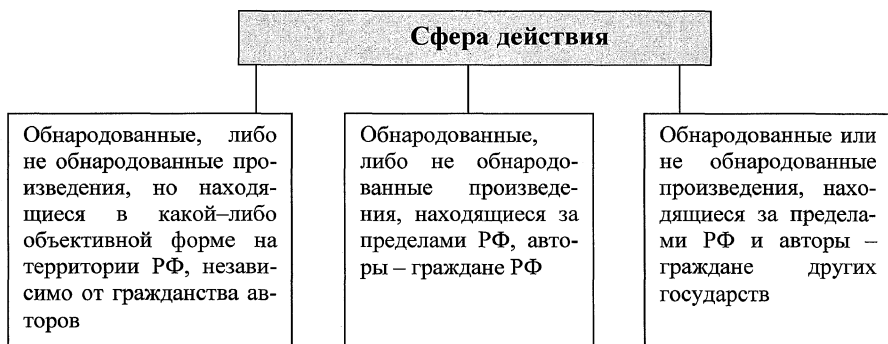 Сфера действия
Обнародованные, либо
не обнародованные про-
изведения, но находя-
щиеся в какой–либо
объективной форме на
территории РФ, незави-
симо от гражданства ав-
торов
Обнародованные,
либо не обнародо-
ванные произведе-
ния, находящиеся за
пределами РФ, авто-
ры – граждане РФ
Обнародованные или
не обнародованные
произведения, нахо-
дящиеся за предела-
ми РФ и авторы –
граждане других
государств